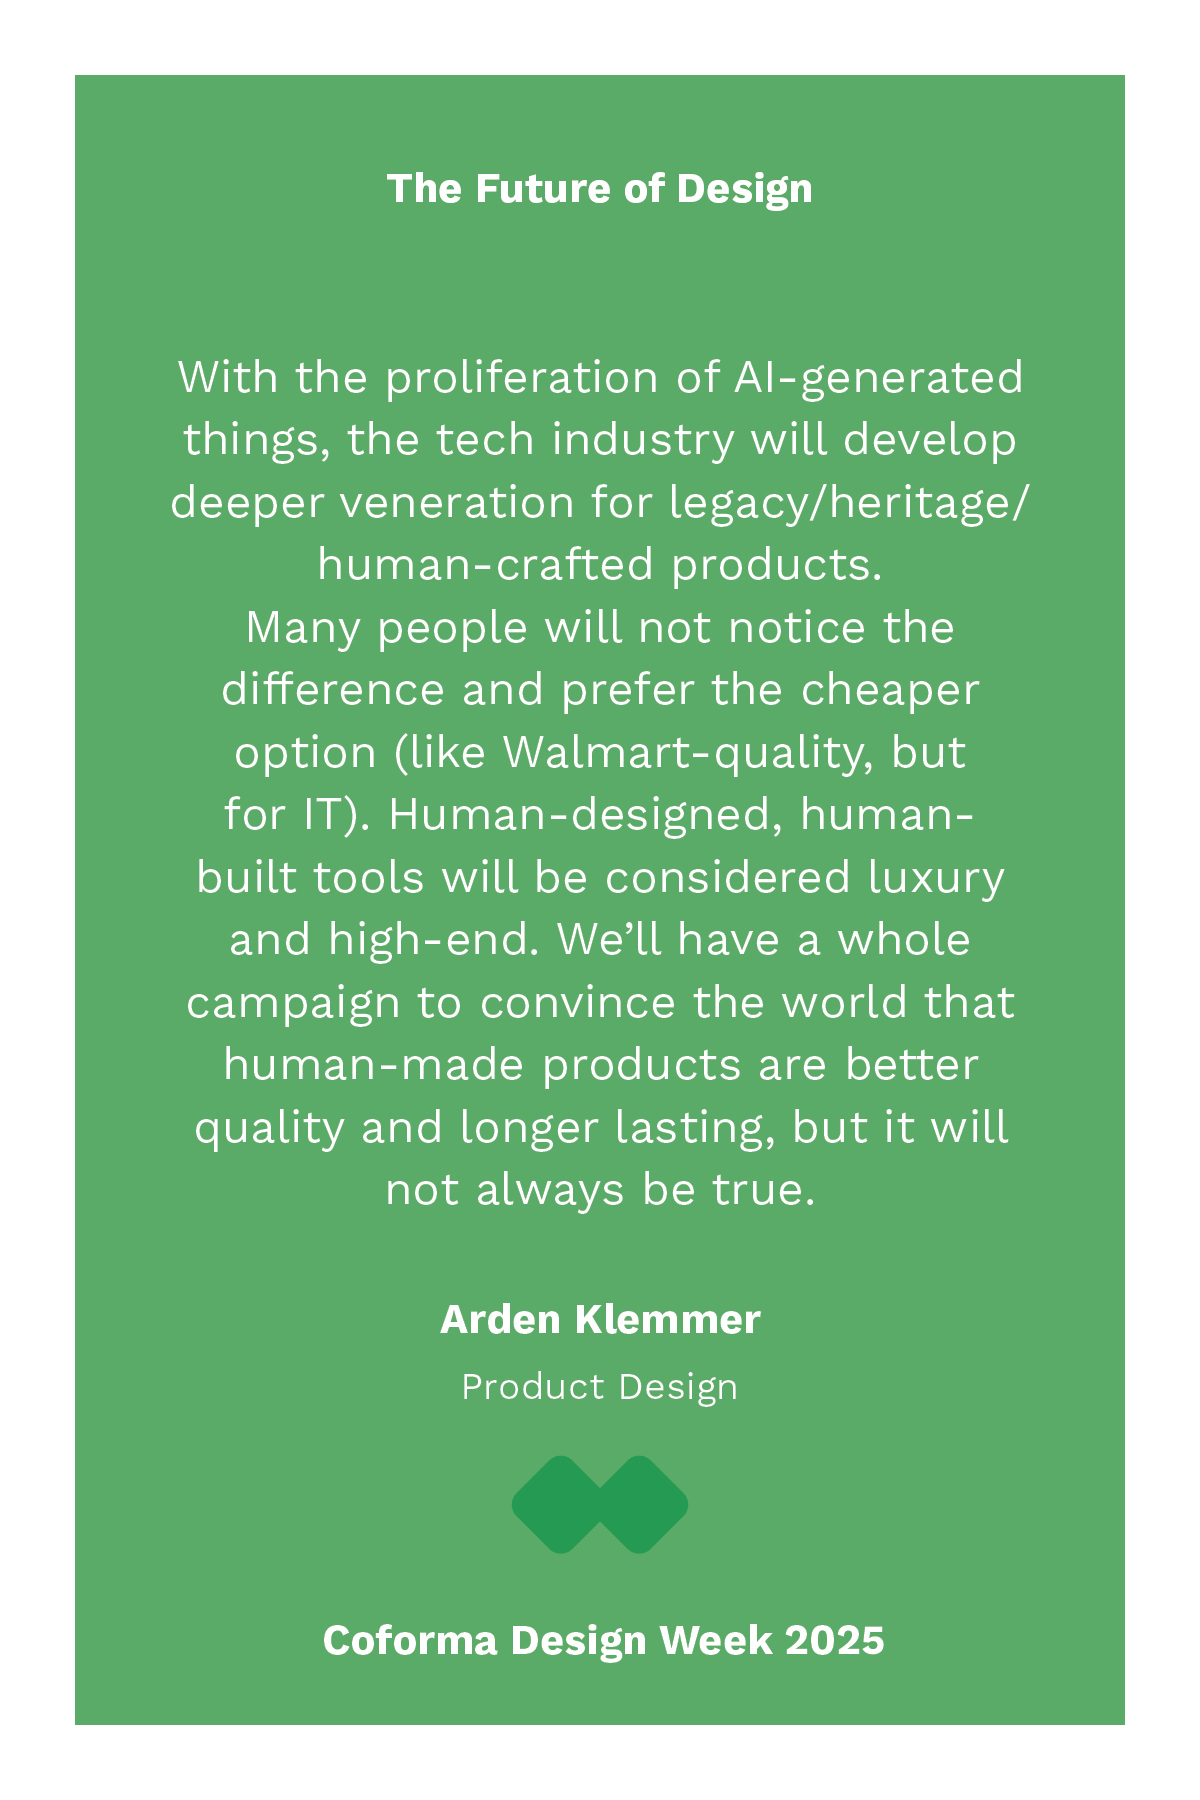 The Future of Design
With the proliferation of AI-generated
things, the tech industry will develop
deeper veneration for legacy/heritage/
human-crafted products.
Many people will not notice the
difference and prefer the cheaper
option (like Walmart-quality, but
for IT). Human-designed, human-
built tools will be considered luxury
and high-end. We’ll have a whole
campaign to convince the world that
human-made products are better
quality and longer lasting, but it will
not always be true.
Arden Klemmer
Product Design
Coforma Design Week 2025